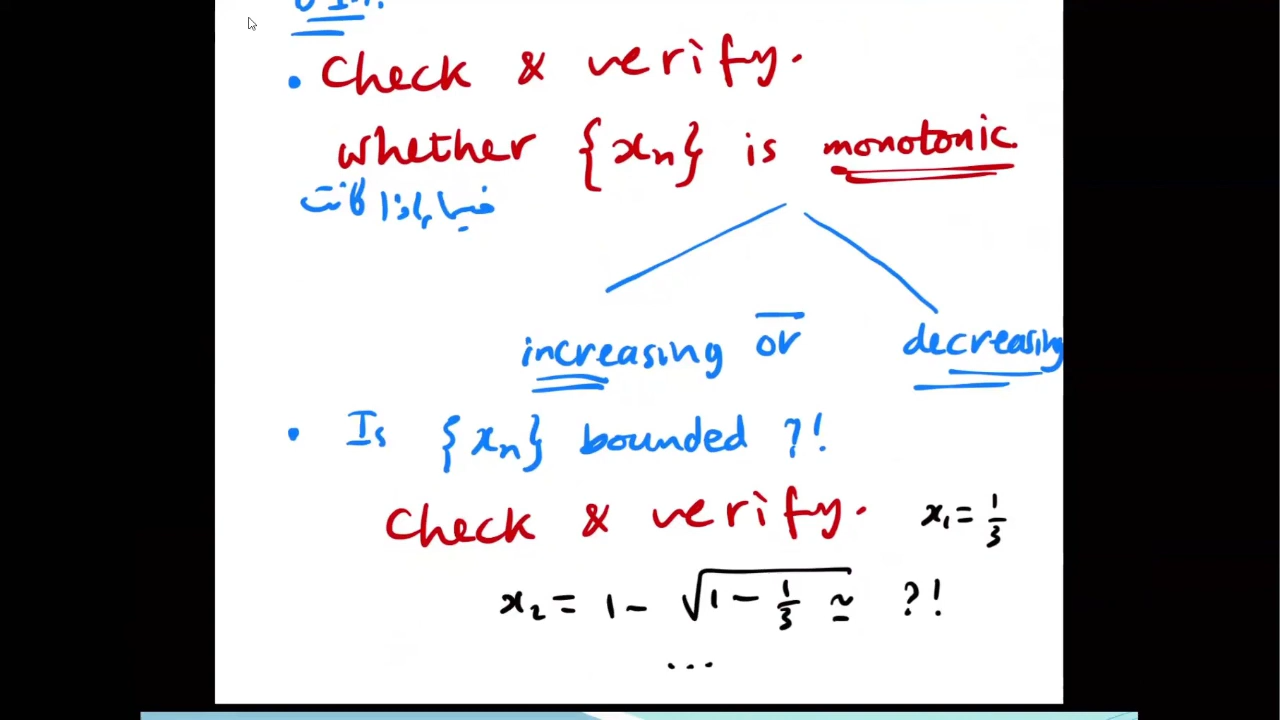 • Check & verify.
whether {xₙ} is monotonic.
فيما إذا كانت
increasing or decreasing
• Is {xₙ} bounded ?!
Check & verify. x₁ = 1/3
x₂ = 1 - √(1 - 1/3) ≃ ?!
...